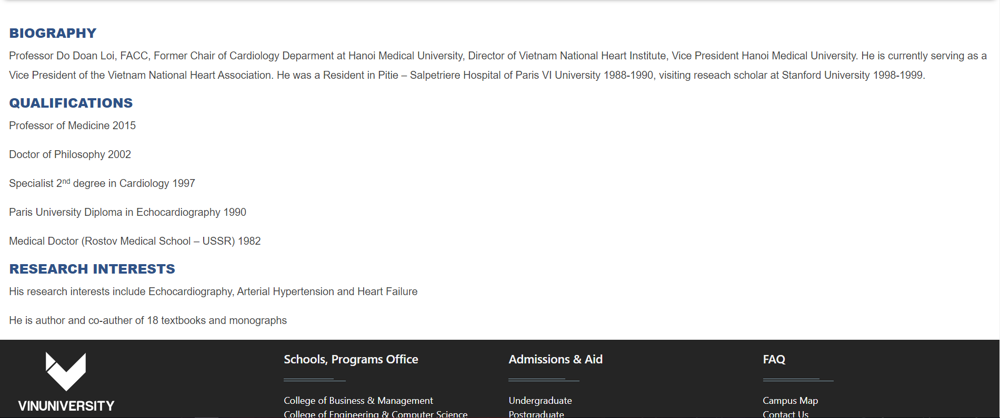 BIOGRAPHY
Professor Do Doan Loi, FACC, Former Chair of Cardiology Deparment at Hanoi Medical University, Director of Vietnam National Heart Institute, Vice President Hanoi Medical University. He is currently serving as a
Vice President of the Vietnam National Heart Association. He was a Resident in Pitie – Salpetriere Hospital of Paris VI University 1988-1990, visiting reseach scholar at Stanford University 1998-1999.
QUALIFICATIONS
Professor of Medicine 2015
Doctor of Philosophy 2002
Specialist 2nd degree in Cardiology 1997
Paris University Diploma in Echocardiography 1990
Medical Doctor (Rostov Medical School – USSR) 1982
RESEARCH INTERESTS
His research interests include Echocardiography, Arterial Hypertension and Heart Failure
He is author and co-auther of 18 textbooks and monographs
VINUNIVERSITY
Schools, Programs Office
College of Business & Management
College of Engineering & Computer Science
Admissions & Aid
Undergraduate
Postgraduate
FAQ
Campus Map
Contact Us